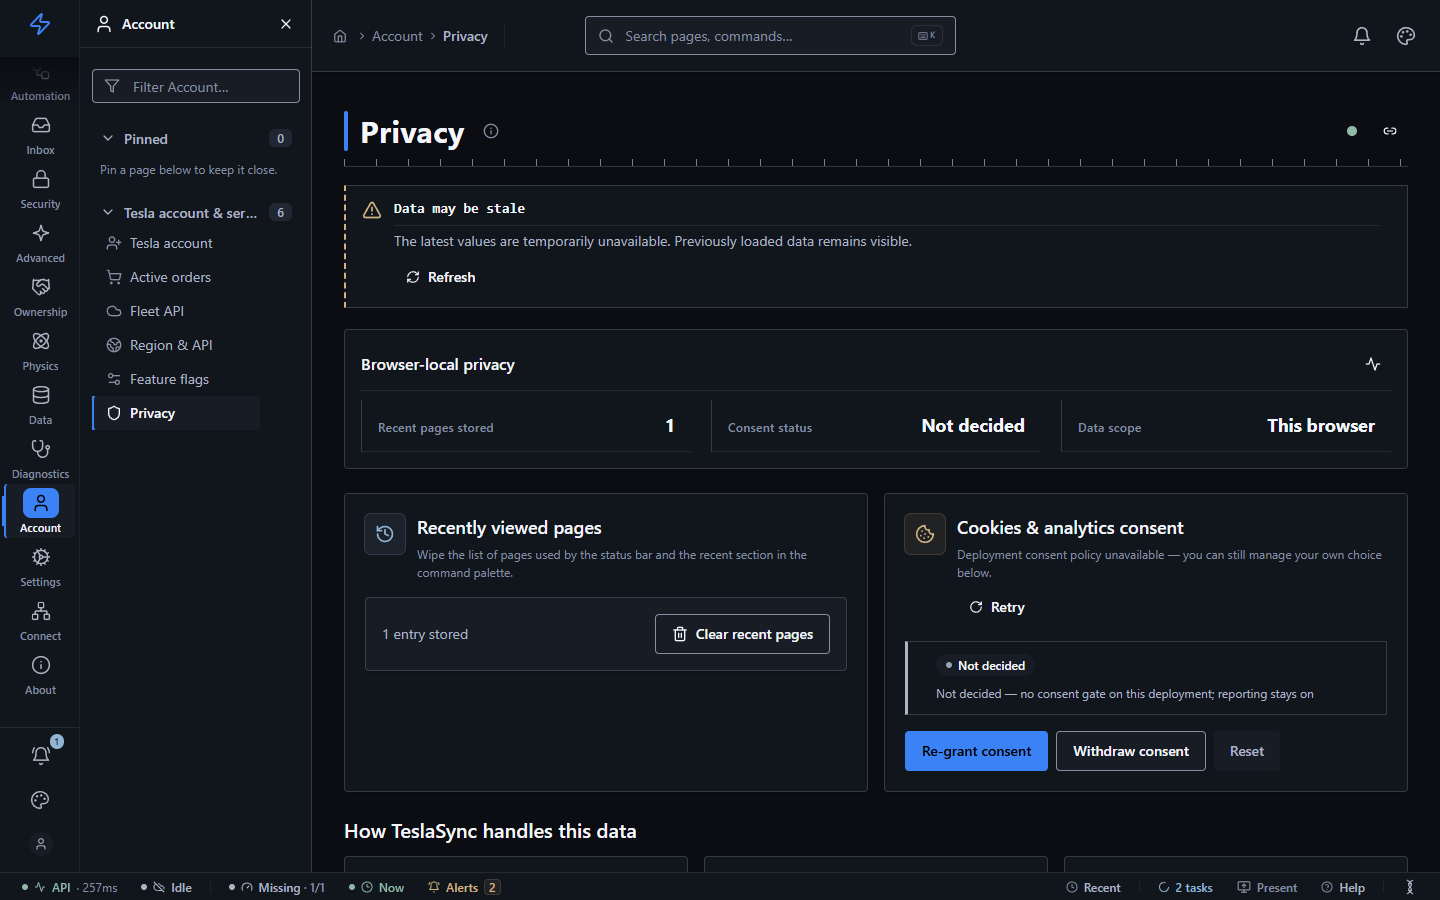 Automation
Inbox
Security
Advanced
Ownership
Physics
Data
Diagnostics
Account
Settings
Connect
About
1
Account
Filter Account...
Pinned
0
Pin a page below to keep it close.
Tesla account & ser...
6
Tesla account
Active orders
Fleet API
Region & API
Feature flags
Privacy
Account
Privacy
Search pages, commands...
K
Privacy
Data may be stale
The latest values are temporarily unavailable. Previously loaded data remains visible.
Refresh
Browser-local privacy
Recent pages stored
1
Consent status
Not decided
Data scope
This browser
Recently viewed pages
Wipe the list of pages used by the status bar and the recent section in the
command palette.
1 entry stored
Clear recent pages
Cookies & analytics consent
Deployment consent policy unavailable — you can still manage your own choice
below.
Retry
Not decided
Not decided — no consent gate on this deployment; reporting stays on
Re-grant consent
Withdraw consent
Reset
How TeslaSync handles this data
API · 257ms
Idle
Missing · 1/1
Now
Alerts 2
Recent
2 tasks
Present
Help